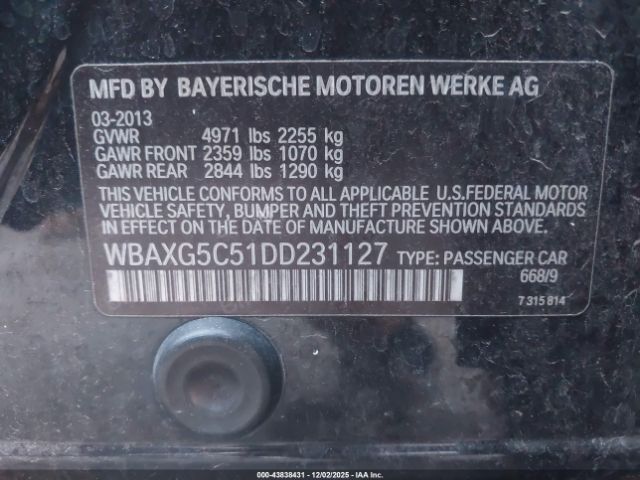 MFD BY BAYERISCHE MOTOREN WERKE AG
03-2013
GVWR 4971 lbs 2255 kg
GAWR FRONT 2359 lbs 1070 kg
GAWR REAR 2844 lbs 1290 kg
THIS VEHICLE CONFORMS TO ALL APPLICABLE U.S.FEDERAL MOTOR
VEHICLE SAFETY, BUMPER, AND THEFT PREVENTION STANDARDS
IN EFFECT ON THE DATE OF MANUFACTURE SHOWN ABOVE.
WBAXG5C51DD231127 TYPE: PASSENGER CAR
668/9
7 315 814
000-43838431 - 12/02/2025 - IAA Corp.